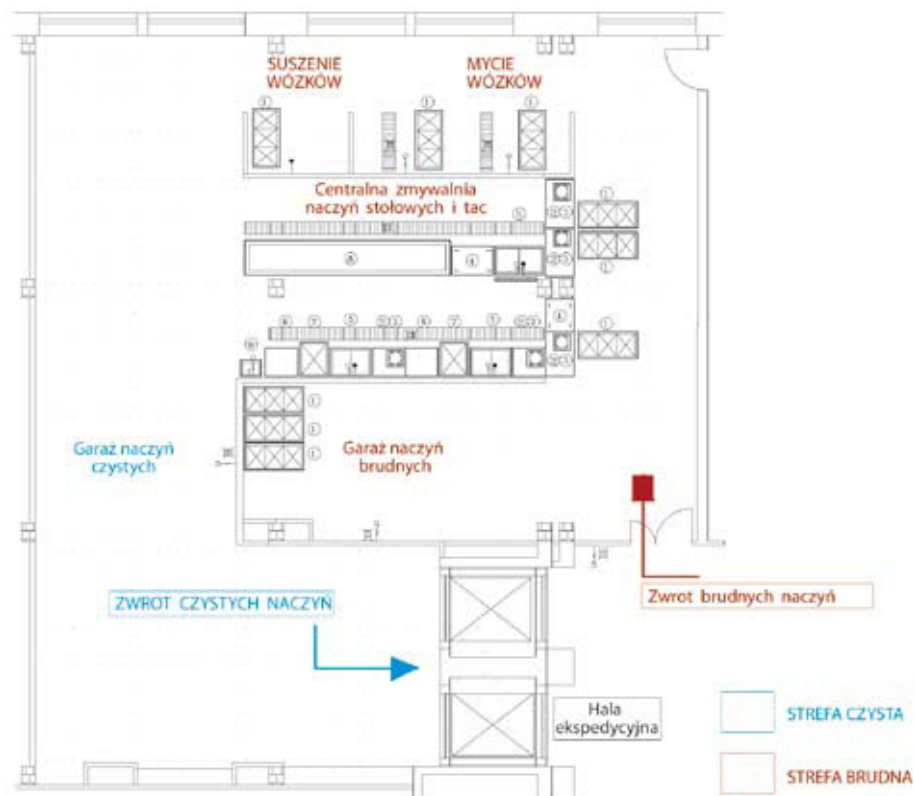 SUSZENIE
WÓZKÓW
MYCIE
WÓZKÓW
Centralna zmywalnia
naczyń stołowych i tac
Garaż naczyń
czystych
Garaż naczyń
brudnych
ZWROT CZYSTYCH NACZYŃ
Zwrot brudnych naczyń
Hala
ekspedycyjna
STREFA CZYSTA
STREFA BRUDNA